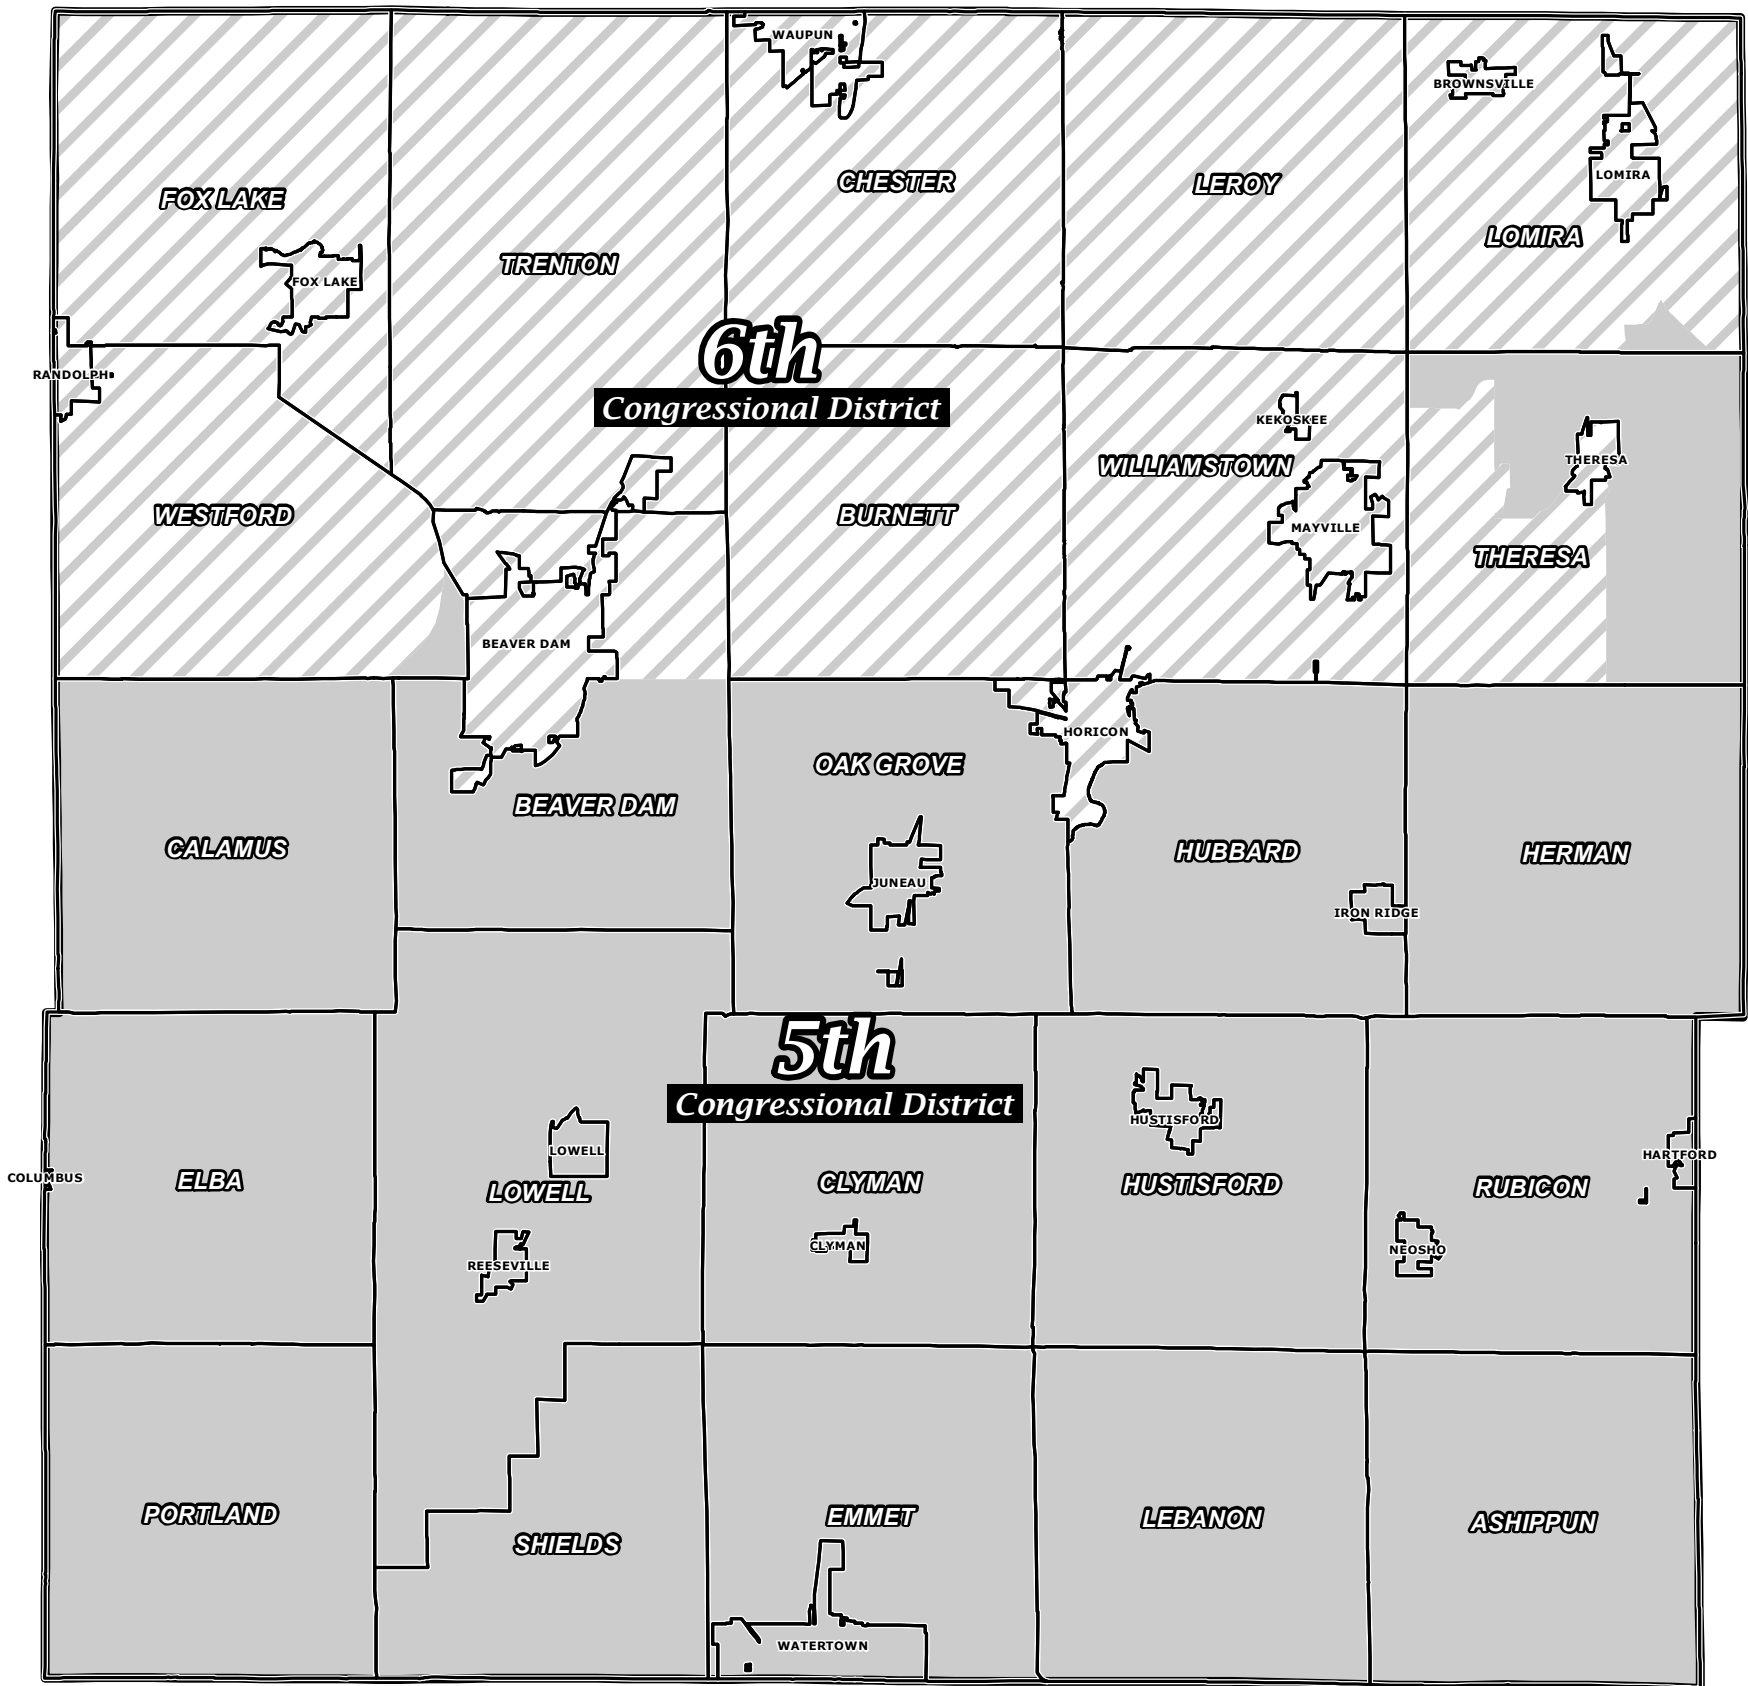 WAUPUN
BROWNSVILLE
LOMIRA
CHESTER
LEROY
FOX LAKE
LOMIRA
TRENTON
FOX LAKE
6th
Congressional District
RANDOLPH
KEKOSKEE
WILLIAMSTOWN
THERESA
WESTFORD
BURNETT
MAYVILLE
THERESA
BEAVER DAM
HORICON
OAK GROVE
BEAVER DAM
CALAMUS
HUBBARD
HERMAN
JUNEAU
IRON RIDGE
5th
Congressional District
HUSTISFORD
LOWELL
HARTFORD
COLUMBUS
ELBA
LOWELL
CLYMAN
HUSTISFORD
RUBICON
CLYMAN
NEOSHO
REESEVILLE
PORTLAND
EMMET
LEBANON
ASHIPPUN
SHIELDS
WATERTOWN